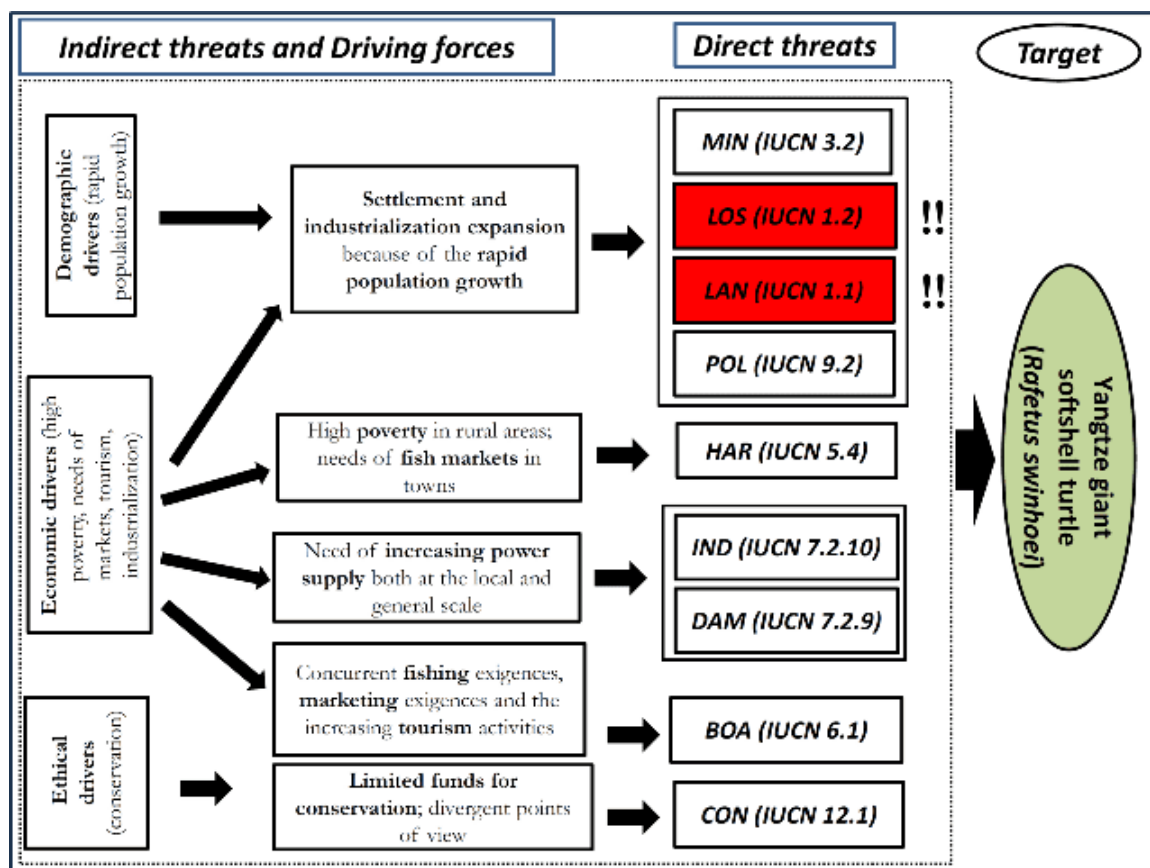 Indirect threats and Driving forces
Direct threats
Target
Demographic
drivers (rapid
population growth)
Settlement and
industrialization expansion
because of the rapid
population growth
MIN (IUCN 3.2)
LOS (IUCN 1.2)
!!
LAN (IUCN 1.1)
!!
POL (IUCN 9.2)
Economic drivers (high
poverty, needs of
markets, tourism,
industrialization)
High poverty in rural areas;
needs of fish markets in
towns
HAR (IUCN 5.4)
Need of increasing power
supply both at the local and
general scale
IND (IUCN 7.2.10)
DAM (IUCN 7.2.9)
Concurrent fishing exigences,
marketing exigences and the
increasing tourism activities
BOA (IUCN 6.1)
Ethical
drivers
(conservation)
Limited funds for
conservation; divergent points
of view
CON (IUCN 12.1)
Yangtze giant
softshell turtle
(Rafetus swinhoei)